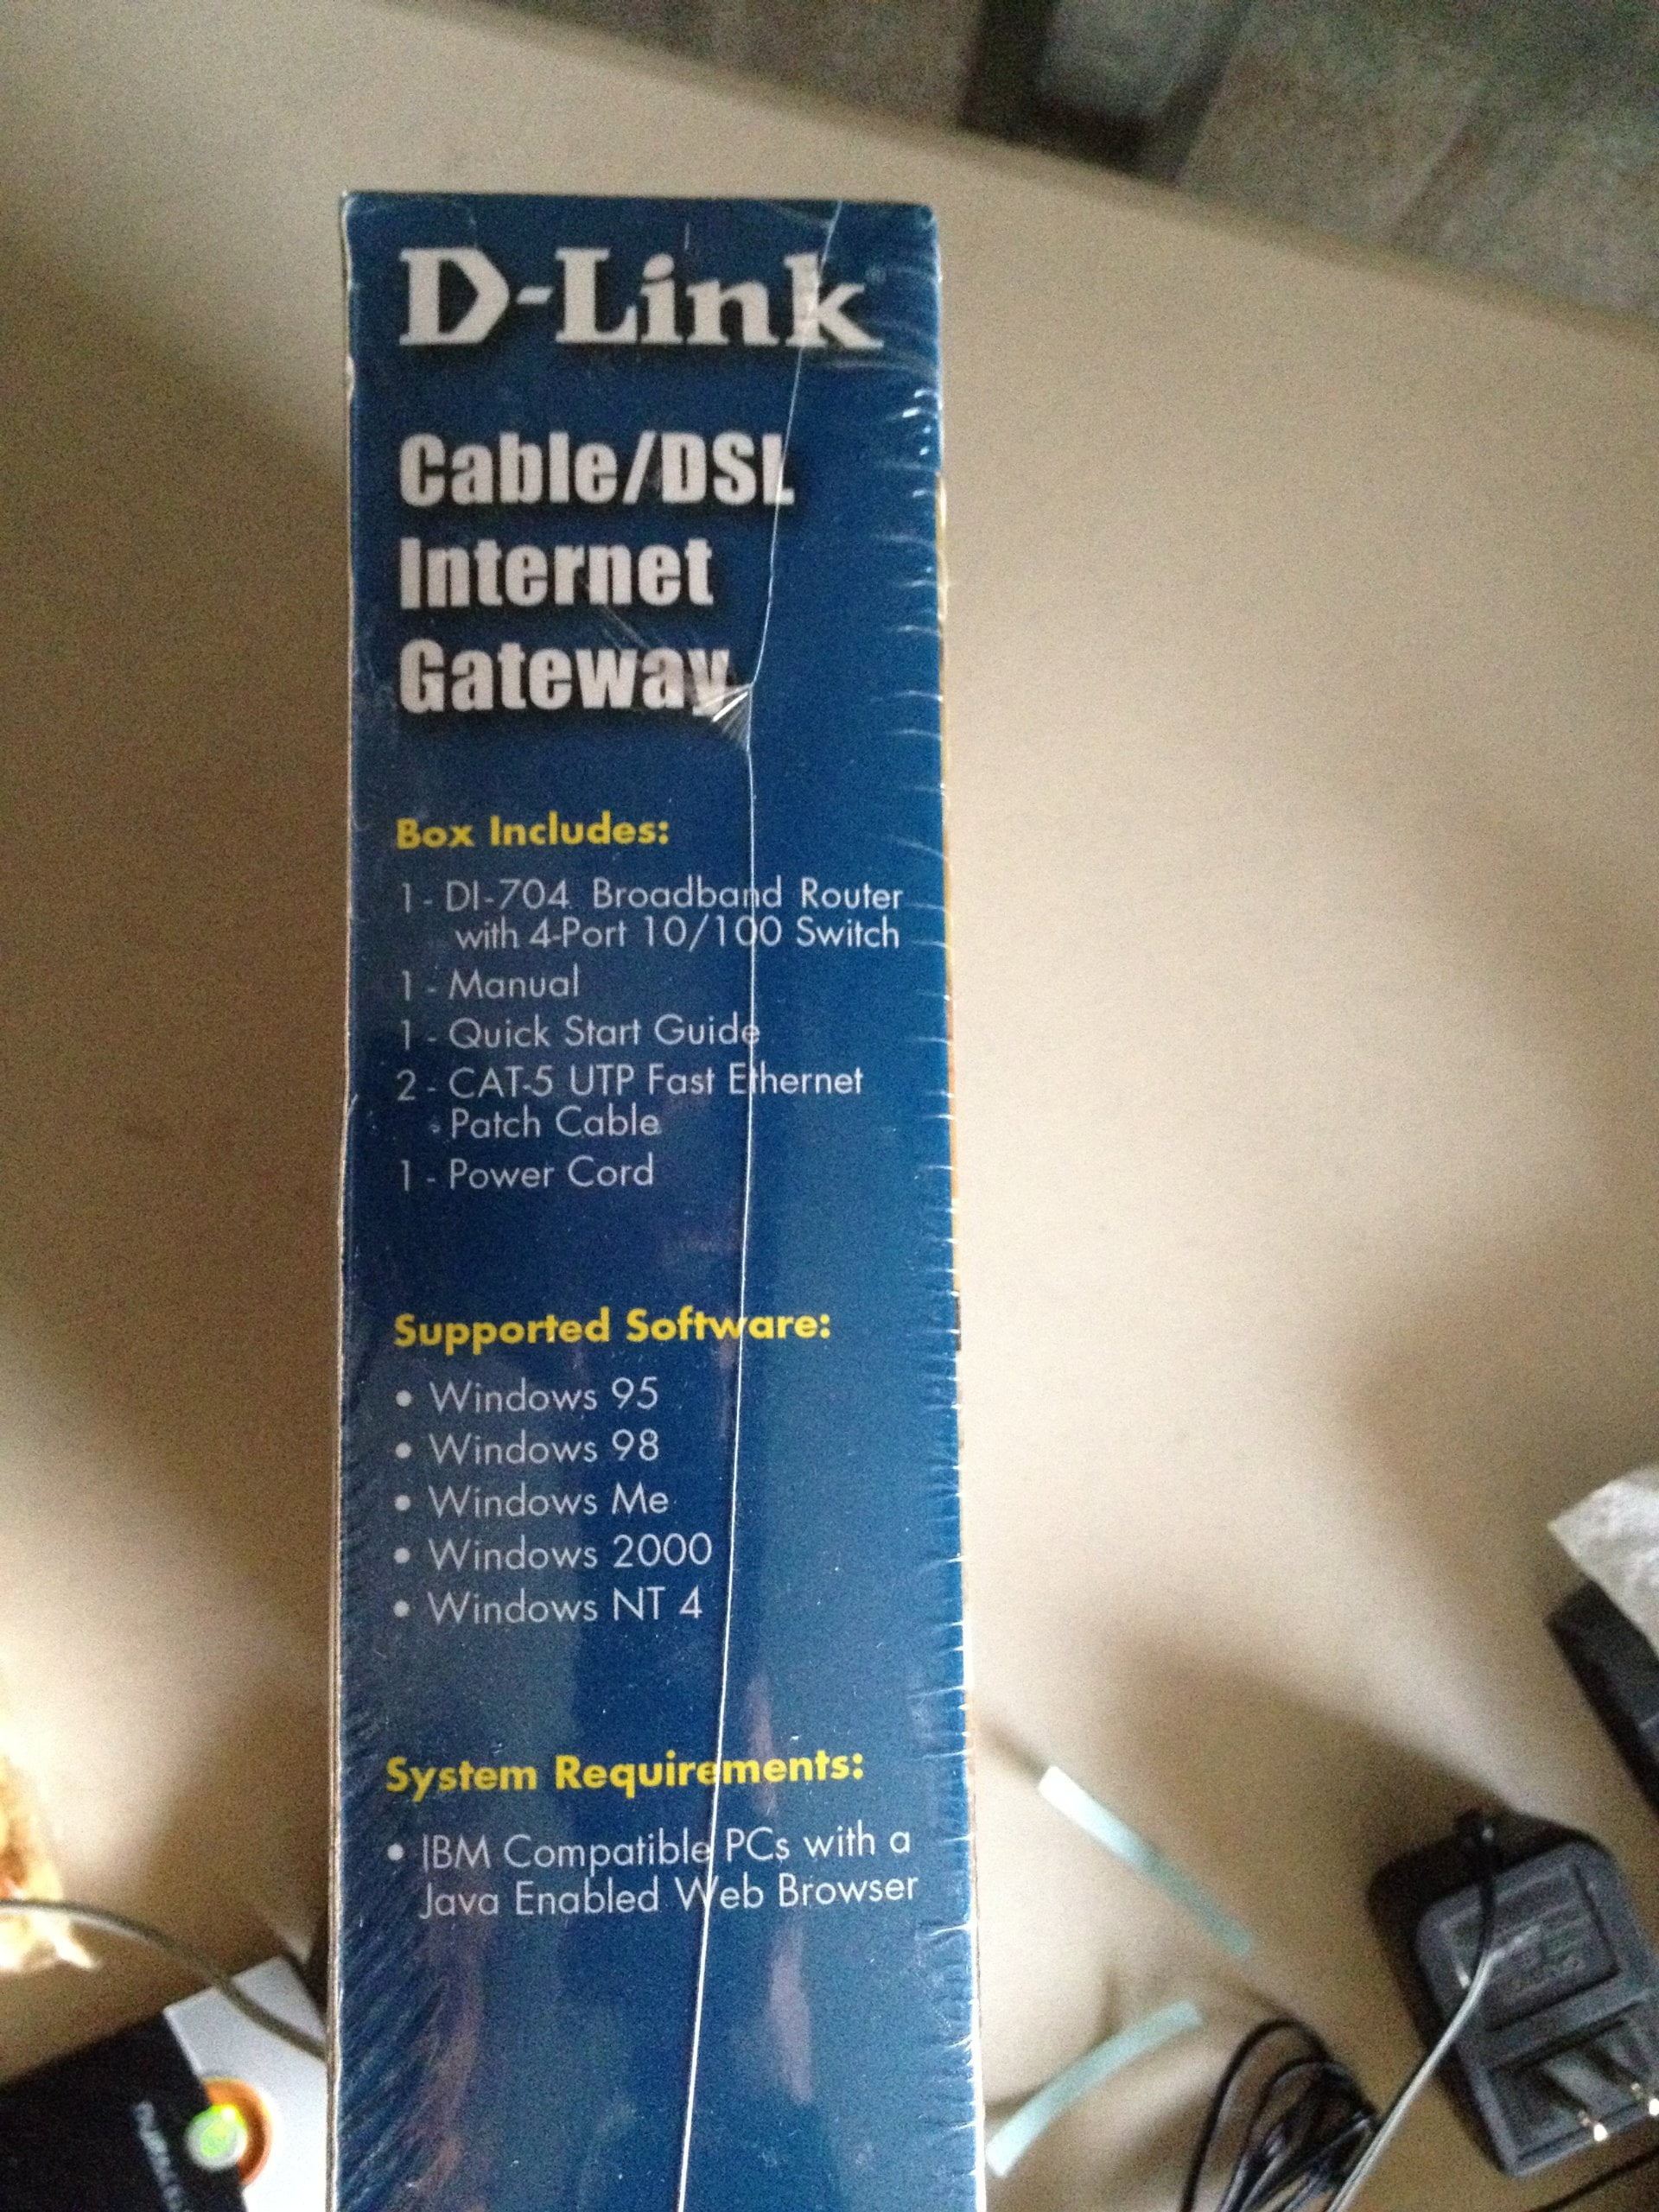 D-Link®
Cable/DSL
Internet
Gateway
Box Includes:
1 - DI-704 Broadband Router
with 4-Port 10/100 Switch
1 - Manual
1 - Quick Start Guide
2 - CAT-5 UTP Fast Ethernet
Patch Cable
1 - Power Cord
Supported Software:
• Windows 95
• Windows 98
• Windows Me
• Windows 2000
• Windows NT 4
System Requirements:
• IBM Compatible PCs with a
Java Enabled Web Browser